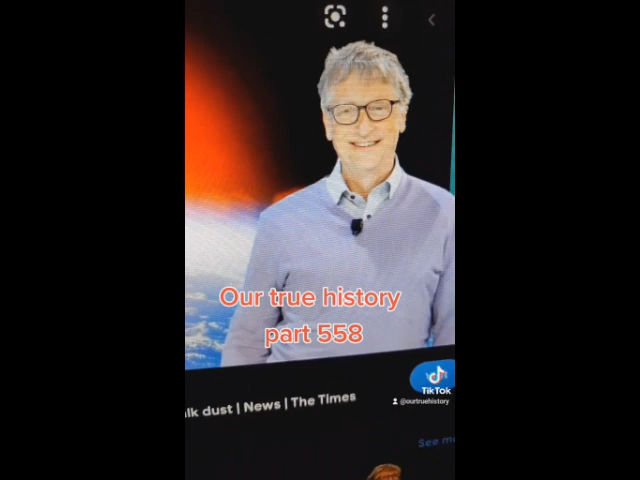 Our true history
part 558
TikTok
@ourtruehistory
lk dust | News | The Times
See m